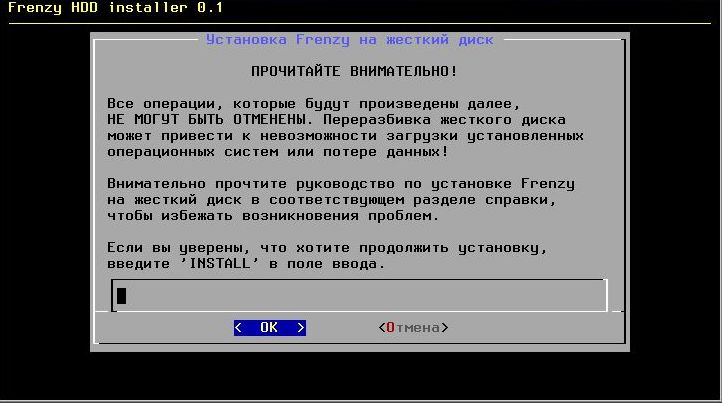 Frenzy HDD installer 0.1
Установка Frenzy на жесткий диск
ПРОЧИТАЙТЕ ВНИМАТЕЛЬНО!
Все операции, которые будут произведены далее,
НЕ МОГУТ БЫТЬ ОТМЕНЕНЫ. Переразбивка жесткого диска
может привести к невозможности загрузки установленных
операционных систем или потере данных!
Внимательно прочтите руководство по установке Frenzy
на жесткий диск в соответствующем разделе справки,
чтобы избежать возникновения проблем.
Если вы уверены, что хотите продолжить установку,
введите 'INSTALL' в поле ввода.
< OK > <Отмена>